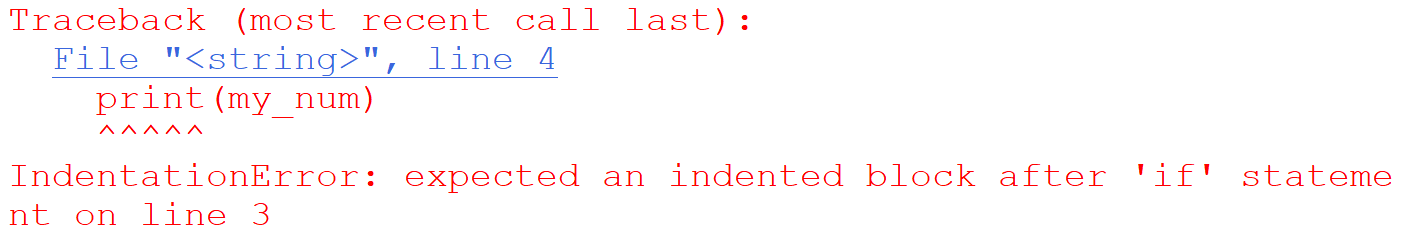 Traceback (most recent call last):
  File "<string>", line 4
    print(my_num)
    ^^^^^
IndentationError: expected an indented block after 'if' stateme
nt on line 3